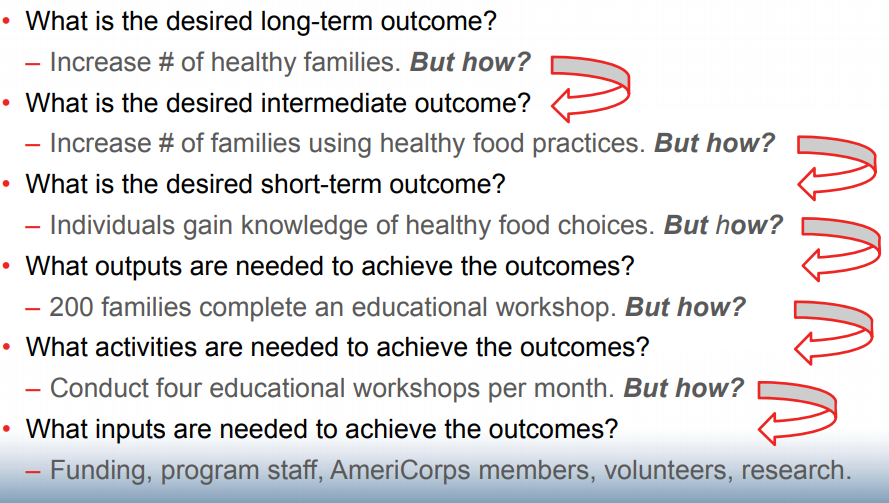 • What is the desired long-term outcome?
– Increase # of healthy families. But how?
• What is the desired intermediate outcome?
– Increase # of families using healthy food practices. But how?
• What is the desired short-term outcome?
– Individuals gain knowledge of healthy food choices. But how?
• What outputs are needed to achieve the outcomes?
– 200 families complete an educational workshop. But how?
• What activities are needed to achieve the outcomes?
– Conduct four educational workshops per month. But how?
• What inputs are needed to achieve the outcomes?
– Funding, program staff, AmeriCorps members, volunteers, research.